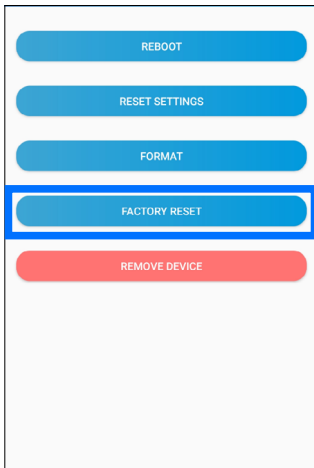 REBOOT
RESET SETTINGS
FORMAT
FACTORY RESET
REMOVE DEVICE